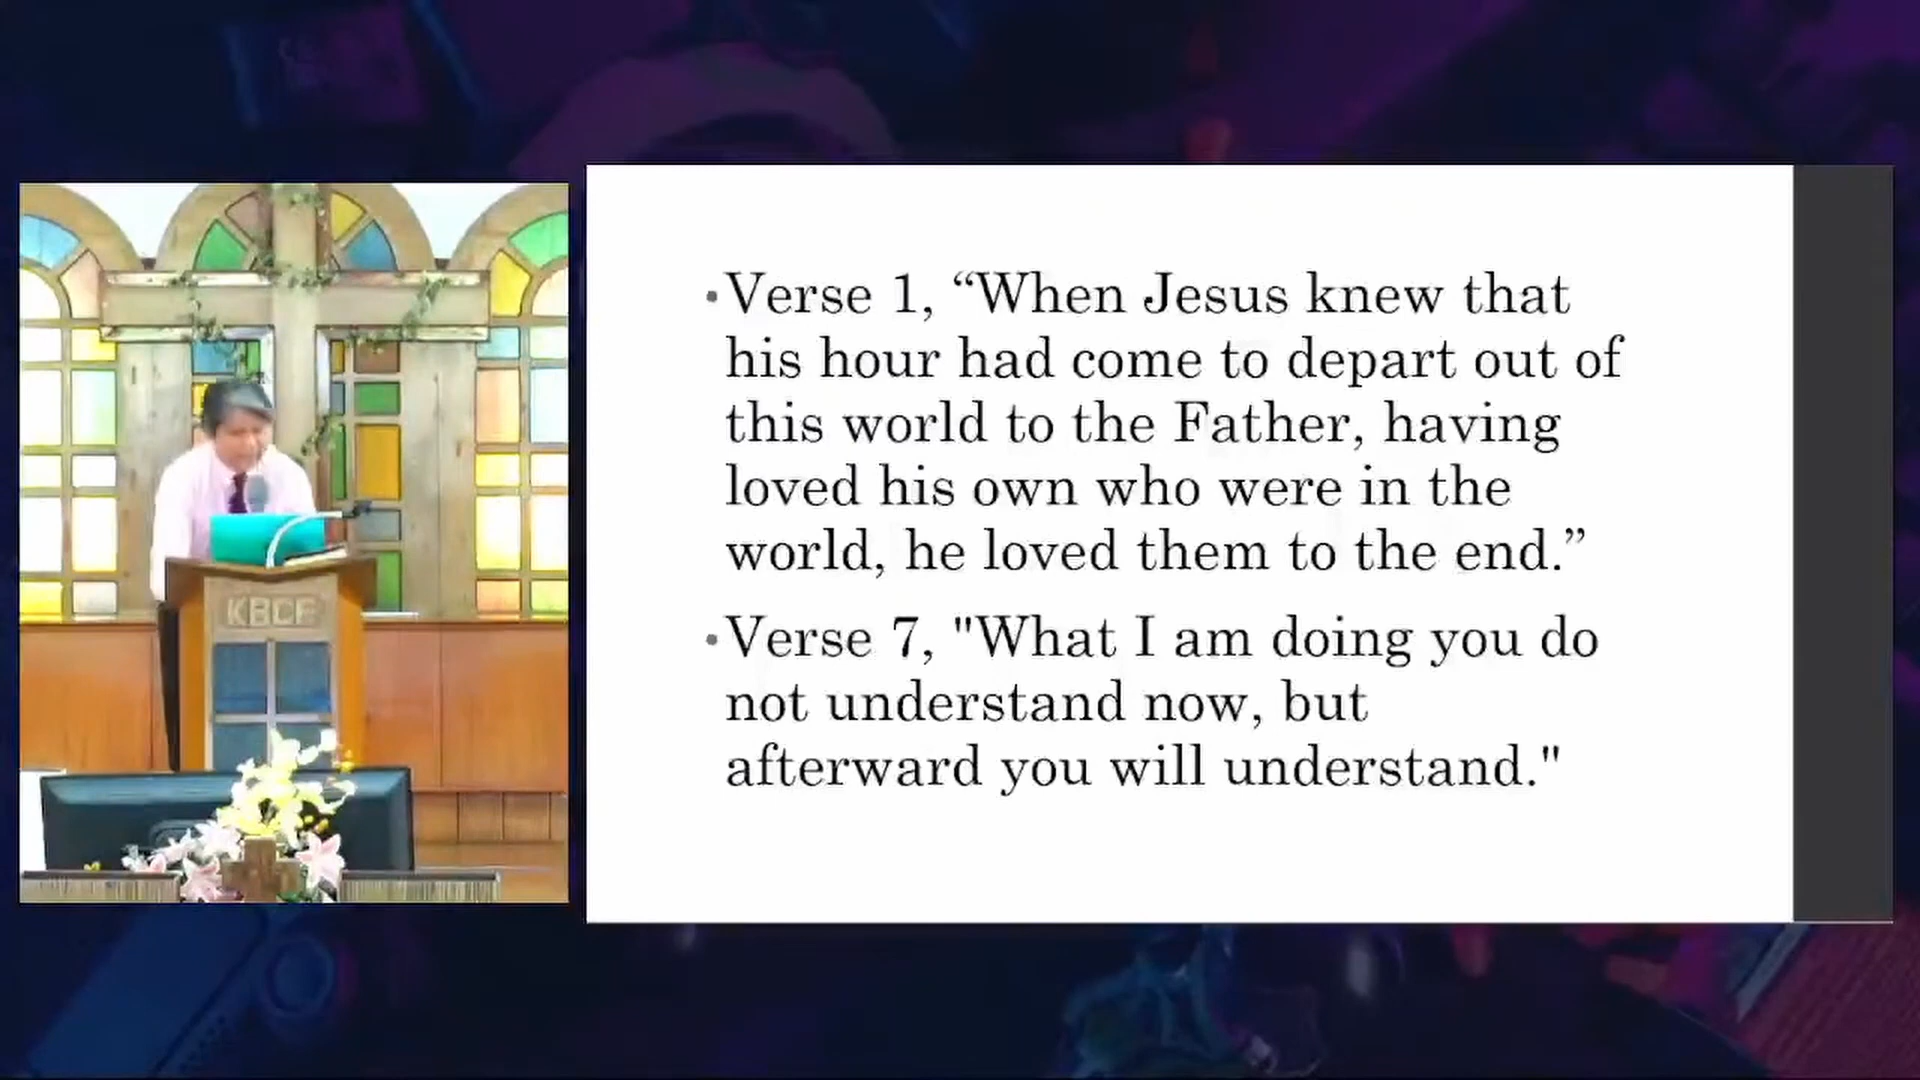 KBCF
•Verse 1, “When Jesus knew that
his hour had come to depart out of
this world to the Father, having
loved his own who were in the
world, he loved them to the end.”
•Verse 7, "What I am doing you do
not understand now, but
afterward you will understand."